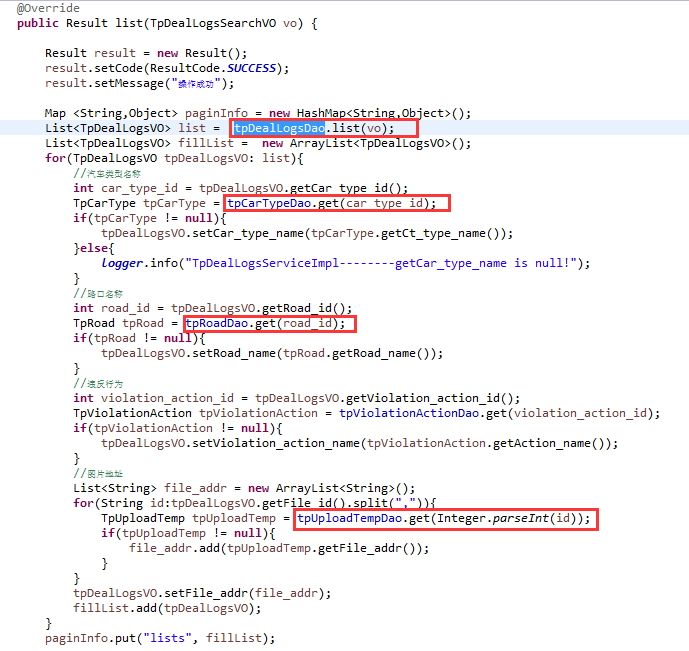 @Override
public Result list(TpDealLogsSearchVO vo) {
Result result = new Result();
result.setCode(ResultCode.SUCCESS);
result.setMessage("操作成功");
Map <String,Object> paginInfo = new HashMap<String,Object>();
List<TpDealLogsVO> list = tpDealLogsDao.list(vo);
List<TpDealLogsVO> fillList = new ArrayList<TpDealLogsVO>();
for(TpDealLogsVO tpDealLogsVO: list){
//汽车类型名称
int car_type_id = tpDealLogsVO.getCar_type_id();
TpCarType tpCarType = tpCarTypeDao.get(car_type_id);
if(tpCarType != null){
tpDealLogsVO.setCar_type_name(tpCarType.getCt_type_name());
}else{
logger.info("TpDealLogsServiceImpl--------getCar_type_name is null!");
}
//路口名称
int road_id = tpDealLogsVO.getRoad_id();
TpRoad tpRoad = tpRoadDao.get(road_id);
if(tpRoad != null){
tpDealLogsVO.setRoad_name(tpRoad.getRoad_name());
}
//违反行为
int violation_action_id = tpDealLogsVO.getViolation_action_id();
TpViolationAction tpViolationAction = tpViolationActionDao.get(violation_action_id);
if(tpViolationAction != null){
tpDealLogsVO.setViolation_action_name(tpViolationAction.getAction_name());
}
//图片地址
List<String> file_addr = new ArrayList<String>();
for(String id:tpDealLogsVO.getFile_id().split(",")){
TpUploadTemp tpUploadTemp = tpUploadTempDao.get(Integer.parseInt(id));
if(tpUploadTemp != null){
file_addr.add(tpUploadTemp.getFile_addr());
}
}
tpDealLogsVO.setFile_addr(file_addr);
fillList.add(tpDealLogsVO);
}
paginInfo.put("lists", fillList);